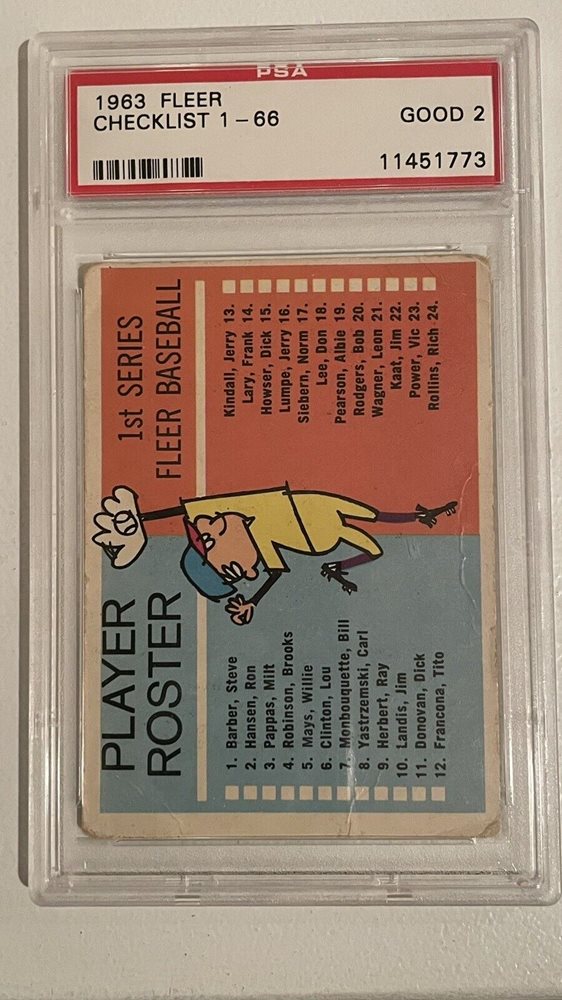 PSA
1963 FLEER
CHECKLIST 1-66
GOOD 2
11451773
PLAYER
ROSTER
1st SERIES
FLEER BASEBALL
1. Barber, Steve
2. Hansen, Ron
3. Pappas, Milt
4. Robinson, Brooks
5. Mays, Willie
6. Clinton, Lou
7. Monbouquette, Bill
8. Yastrzemski, Carl
9. Herbert, Ray
10. Landis, Jim
11. Donovan, Dick
12. Francona, Tito
Kindall, Jerry 13.
Lary, Frank 14.
Howser, Dick 15.
Lumpe, Jerry 16.
Siebern, Norm 17.
Lee, Don 18.
Pearson, Albie 19.
Rodgers, Bob 20.
Wagner, Leon 21.
Kaat, Jim 22.
Power, Vic 23.
Rollins, Rich 24.